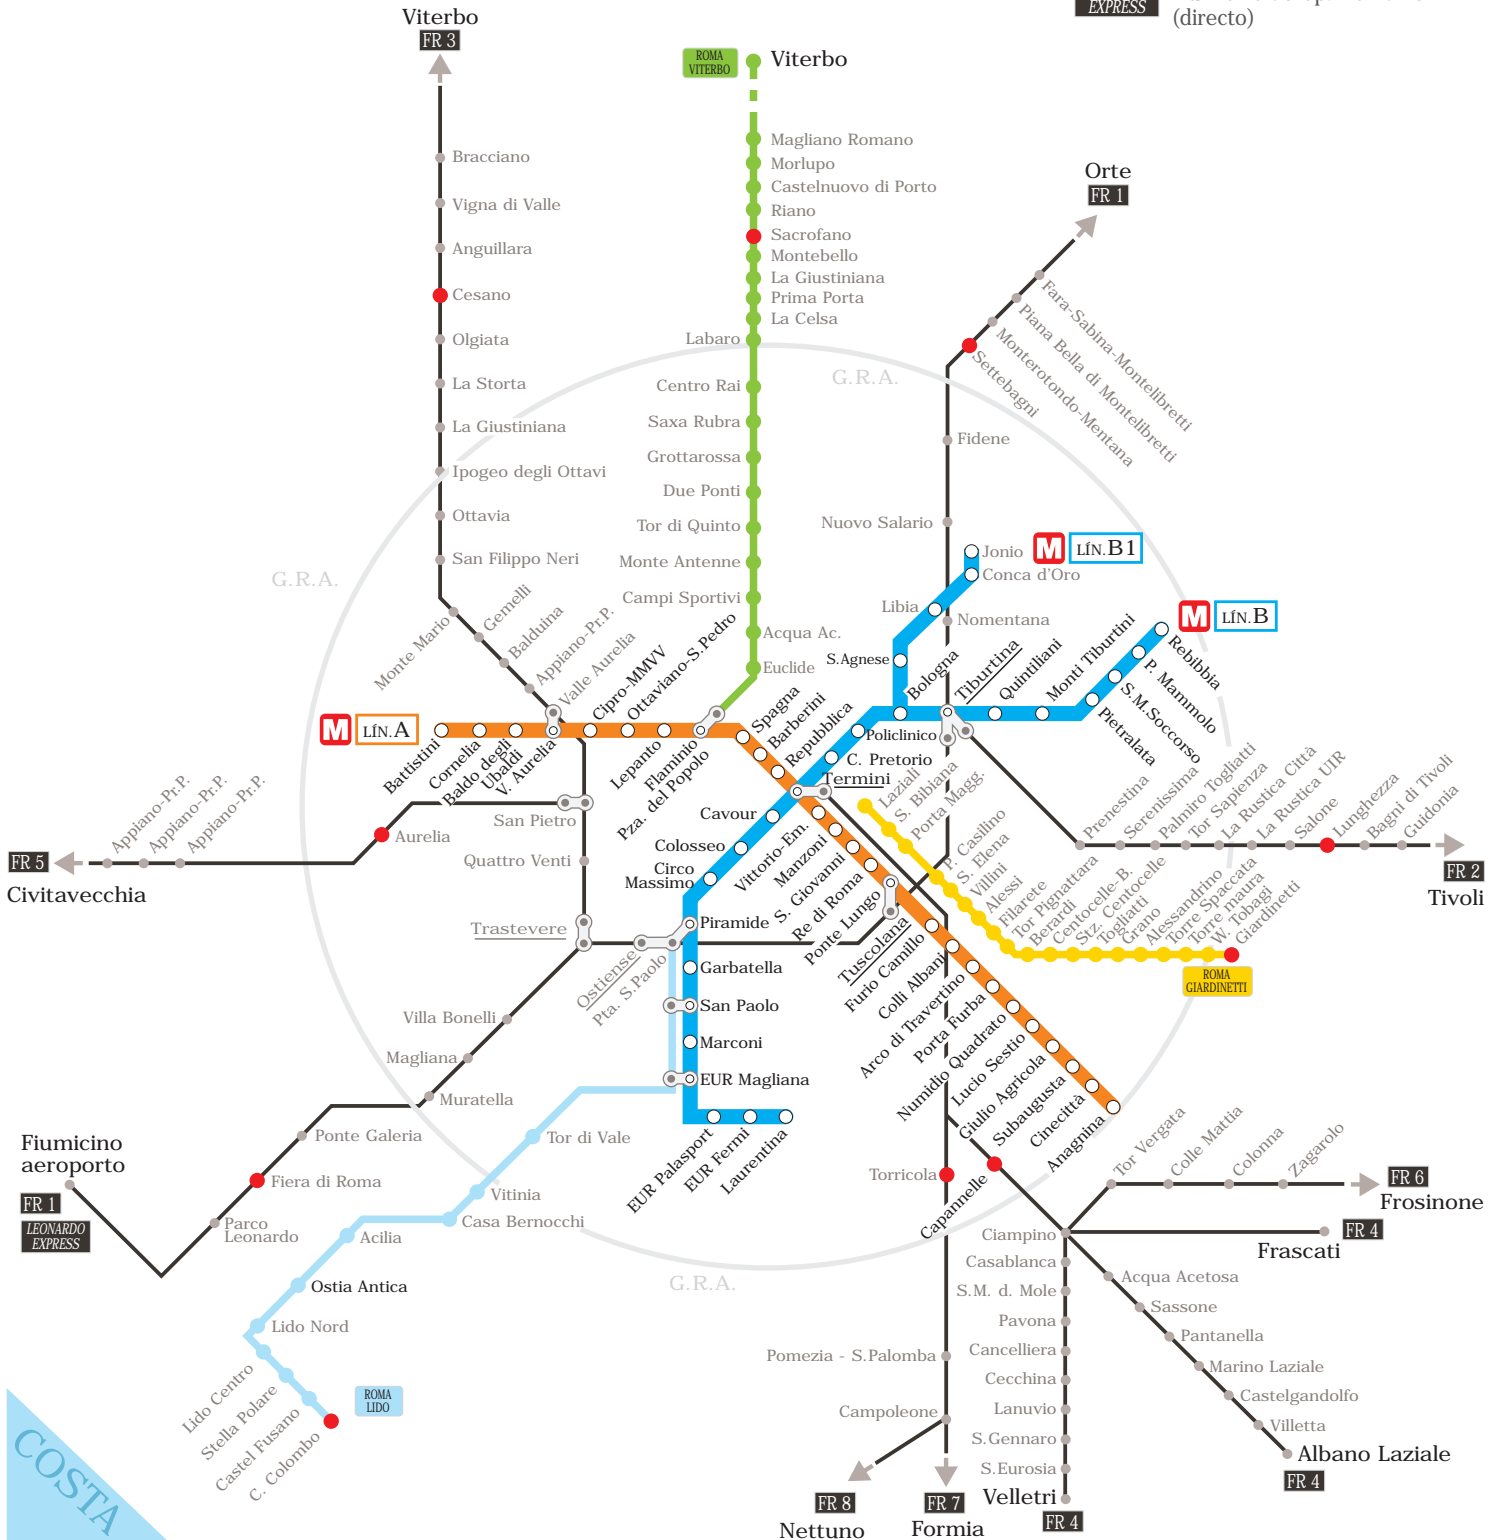 Viterbo
FR 3
EXPRESS
(directo)
ROMA
VITERBO
Viterbo
Bracciano
Vigna di Valle
Anguillara
Cesano
Olgiata
La Storta
La Giustiniana
Ipogeo degli Ottavi
Ottavia
San Filippo Neri
Monte Mario
Gemelli
Balduina
Appiano-Pr.P.
Valle Aurelia
Magliano Romano
Morlupo
Castelnuovo di Porto
Riano
Sacrofano
Montebello
La Giustiniana
Prima Porta
La Celsa
Labaro
Centro Rai
Saxa Rubra
Grottarossa
Due Ponti
Tor di Quinto
Monte Antenne
Campi Sportivi
Acqua Ac.
Euclide
Orte
FR 1
Fara-Sabina-Montelibretti
Piana Bella di Montelibretti
Monterotondo-Mentana
Settebagni
Fidene
Nuovo Salario
Nomentana
G.R.A.
G.R.A.
G.R.A.
Jonio
M
LÍN.B1
Conca d'Oro
Libia
S.Agnese
Bologna
M
LÍN.B
Rebibbia
P. Mammolo
S.M.Soccorso
Pietralata
Monti Tiburtini
Quintiliani
Tiburtina
Policlinico
C. Pretorio
Termini
Cavour
Colosseo
Circo
Massimo
Piramide
Garbatella
San Paolo
Marconi
EUR Magliana
EUR Palasport
EUR Fermi
Laurentina
M
LÍN.A
Battistini
Cornelia
Baldo degli
Ubaldi
V. Aurelia
Cipro-MMVV
Ottaviano-S.Pedro
Lepanto
Flaminio
Pza. del Popolo
Spagna
Barberini
Repubblica
Vittorio-Em.
Manzoni
S. Giovanni
Re di Roma
Ponte Lungo
Tuscolana
Furio Camillo
Colli Albani
Arco di Travertino
Porta Furba
Numidio Quadrato
Lucio Sestio
Giulio Agricola
Subaugusta
Cinecittà
Anagnina
Laziali
S. Bibiana
Porta Magg.
P. Casilino
S. Elena
Villini
Alessi
Filarete
Tor Pignattara
Berardi
Centocelle-B.
Stz. Centocelle
Togliatti
Grano
Alessandrino
Torre Spaccata
Torre maura
W. Tobagi
Giardinetti
ROMA
GIARDINETTI
Prenestina
Serenissima
Palmiro Togliatti
Tor Sapienza
La Rustica Città
La Rustica UIR
Salone
Lunghezza
Bagni di Tivoli
Guidonia
FR 2
Tivoli
FR 5
Civitavecchia
Appiano-Pr.P.
Appiano-Pr.P.
Appiano-Pr.P.
Aurelia
San Pietro
Quattro Venti
Trastevere
Ostiense
Pta. S.Paolo
Villa Bonelli
Magliana
Muratella
Ponte Galeria
Fiera di Roma
Parco
Leonardo
Fiumicino
aeroporto
FR 1
LEONARDO
EXPRESS
Tor di Vale
Vitinia
Casa Bernocchi
Acilia
Ostia Antica
Lido Nord
Lido Centro
Stella Polare
Castel Fusano
C. Colombo
ROMA
LIDO
COSTA
Torricola
Capannelle
Tor Vergata
Colle Mattia
Colonna
Zagarolo
FR 6
Frosinone
Ciampino
FR 4
Frascati
Casablanca
S.M. d. Mole
Pavona
Cancelliera
Cecchina
Lanuvio
S.Gennaro
S.Eurosia
Velletri
FR 4
Acqua Acetosa
Sassone
Pantanella
Marino Laziale
Castelgandolfo
Villetta
Albano Laziale
FR 4
Pomezia - S.Palomba
Campoleone
FR 8
Nettuno
FR 7
Formia